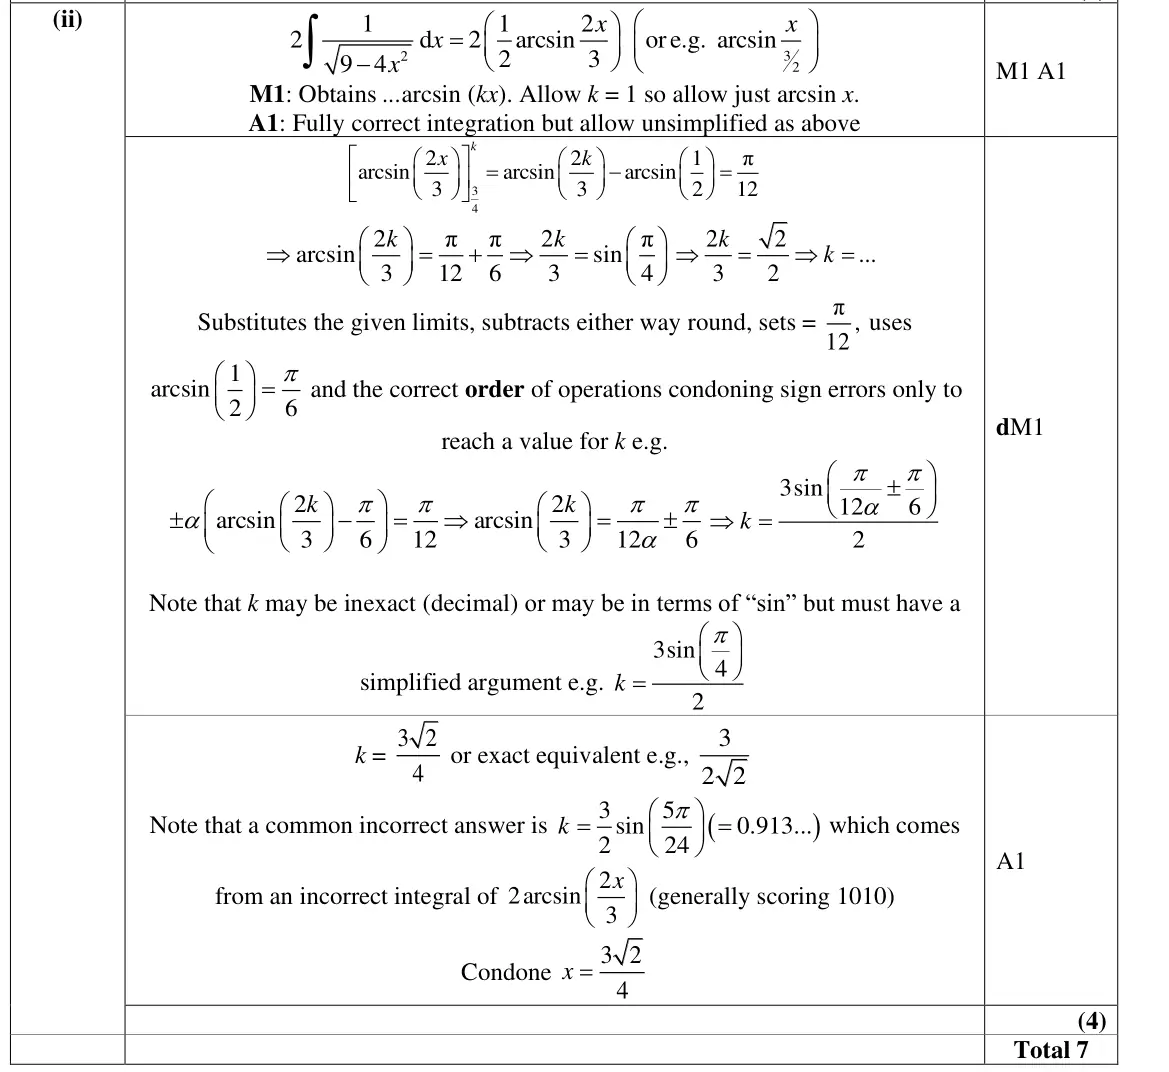 (ii)
2∫ 1/√(9 − 4x²) dx = 2(1/2 arcsin 2x/3) (or e.g. arcsin x/(3/2))
M1: Obtains ...arcsin (kx). Allow k = 1 so allow just arcsin x.
A1: Fully correct integration but allow unsimplified as above
M1 A1
[arcsin(2x/3)]_{3/4}^{k} = arcsin(2k/3) − arcsin(1/2) = π/12
⇒ arcsin(2k/3) = π/12 + π/6 ⇒ 2k/3 = sin(π/4) ⇒ 2k/3 = √2/2 ⇒ k = ...
Substitutes the given limits, subtracts either way round, sets = π/12, uses
arcsin(1/2) = π/6 and the correct order of operations condoning sign errors only to
reach a value for k e.g.
±α(arcsin(2k/3) − π/6) = π/12 ⇒ arcsin(2k/3) = π/12α ± π/6 ⇒ k = 3sin(π/12α ± π/6)/2
Note that k may be inexact (decimal) or may be in terms of “sin” but must have a
simplified argument e.g. k = 3sin(π/4)/2
dM1
k = 3√2/4 or exact equivalent e.g., 3/2√2
Note that a common incorrect answer is k = 3/2 sin(5π/24)(= 0.913...) which comes
from an incorrect integral of 2arcsin(2x/3) (generally scoring 1010)
Condone x = 3√2/4
A1
(4)
Total 7